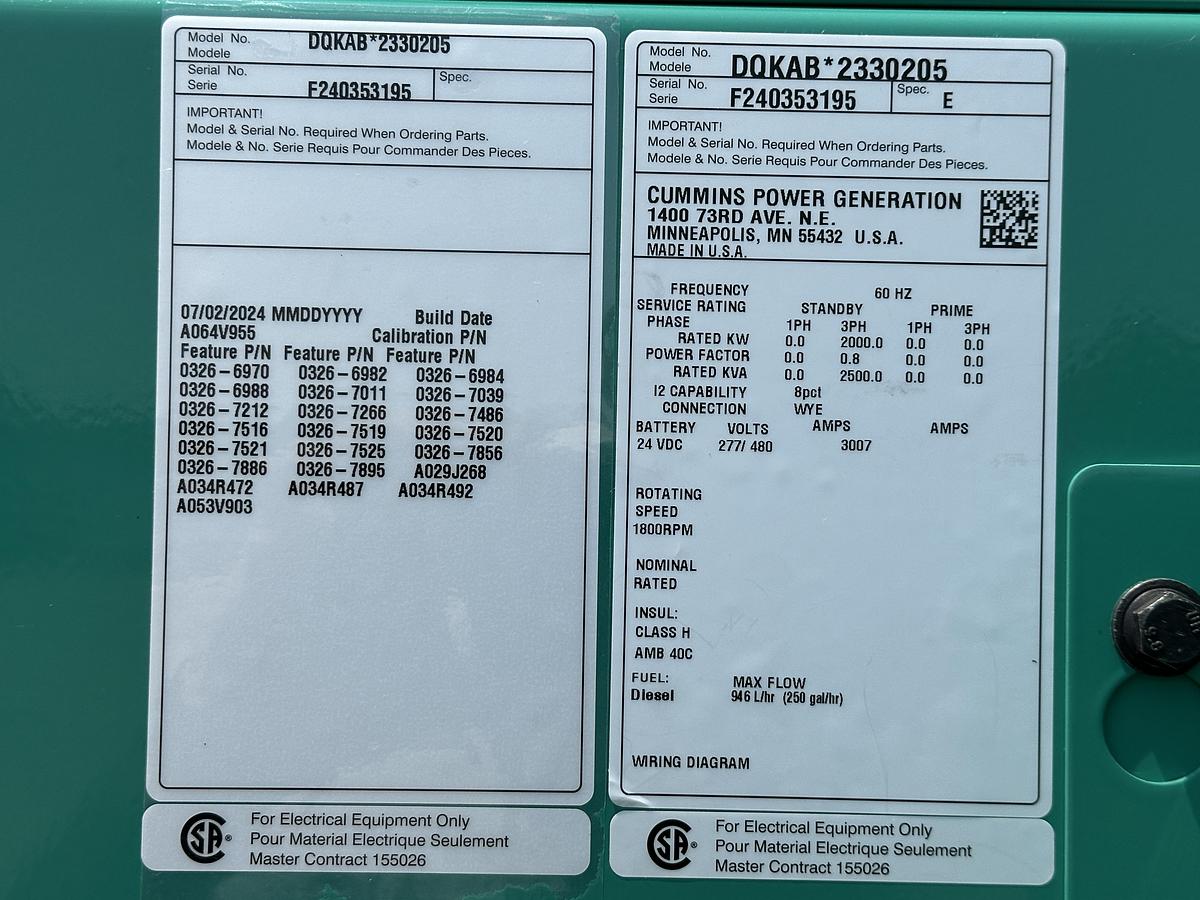 Model No. DQKAB*2330205
Modele
Serial No. Spec.
Serie F240353195
IMPORTANT!
Model & Serial No. Required When Ordering Parts.
Modele & No. Serie Requis Pour Commander Des Pieces.
07/02/2024 MMDDYYYY Build Date
A064V955 Calibration P/N
Feature P/N Feature P/N Feature P/N
0326-6970 0326-6982 0326-6984
0326-6988 0326-7011 0326-7039
0326-7212 0326-7266 0326-7486
0326-7516 0326-7519 0326-7520
0326-7521 0326-7525 0326-7856
0326-7886 0326-7895 A029J268
A034R472 A034R487 A034R492
A053V903
SA®
For Electrical Equipment Only
Pour Material Electrique Seulement
Master Contract 155026
Model No.
Modele DQKAB*2330205
Serial No. Spec.
Serie F240353195 E
IMPORTANT!
Model & Serial No. Required When Ordering Parts.
Modele & No. Serie Requis Pour Commander Des Pieces.
CUMMINS POWER GENERATION
1400 73RD AVE. N.E.
MINNEAPOLIS, MN 55432 U.S.A.
MADE IN U.S.A.
FREQUENCY 60 HZ
SERVICE RATING STANDBY PRIME
PHASE 1PH 3PH 1PH 3PH
RATED KW 0.0 2000.0 0.0 0.0
POWER FACTOR 0.0 0.8 0.0 0.0
RATED KVA 0.0 2500.0 0.0 0.0
I2 CAPABILITY 8pct
CONNECTION WYE
BATTERY VOLTS AMPS AMPS
24 VDC 277/ 480 3007
ROTATING
SPEED
1800RPM
NOMINAL
RATED
INSUL:
CLASS H
AMB 40C
FUEL: MAX FLOW
Diesel 946 L/hr (250 gal/hr)
WIRING DIAGRAM
SA®
For Electrical Equipment Only
Pour Material Electrique Seulement
Master Contract 155026
8.8